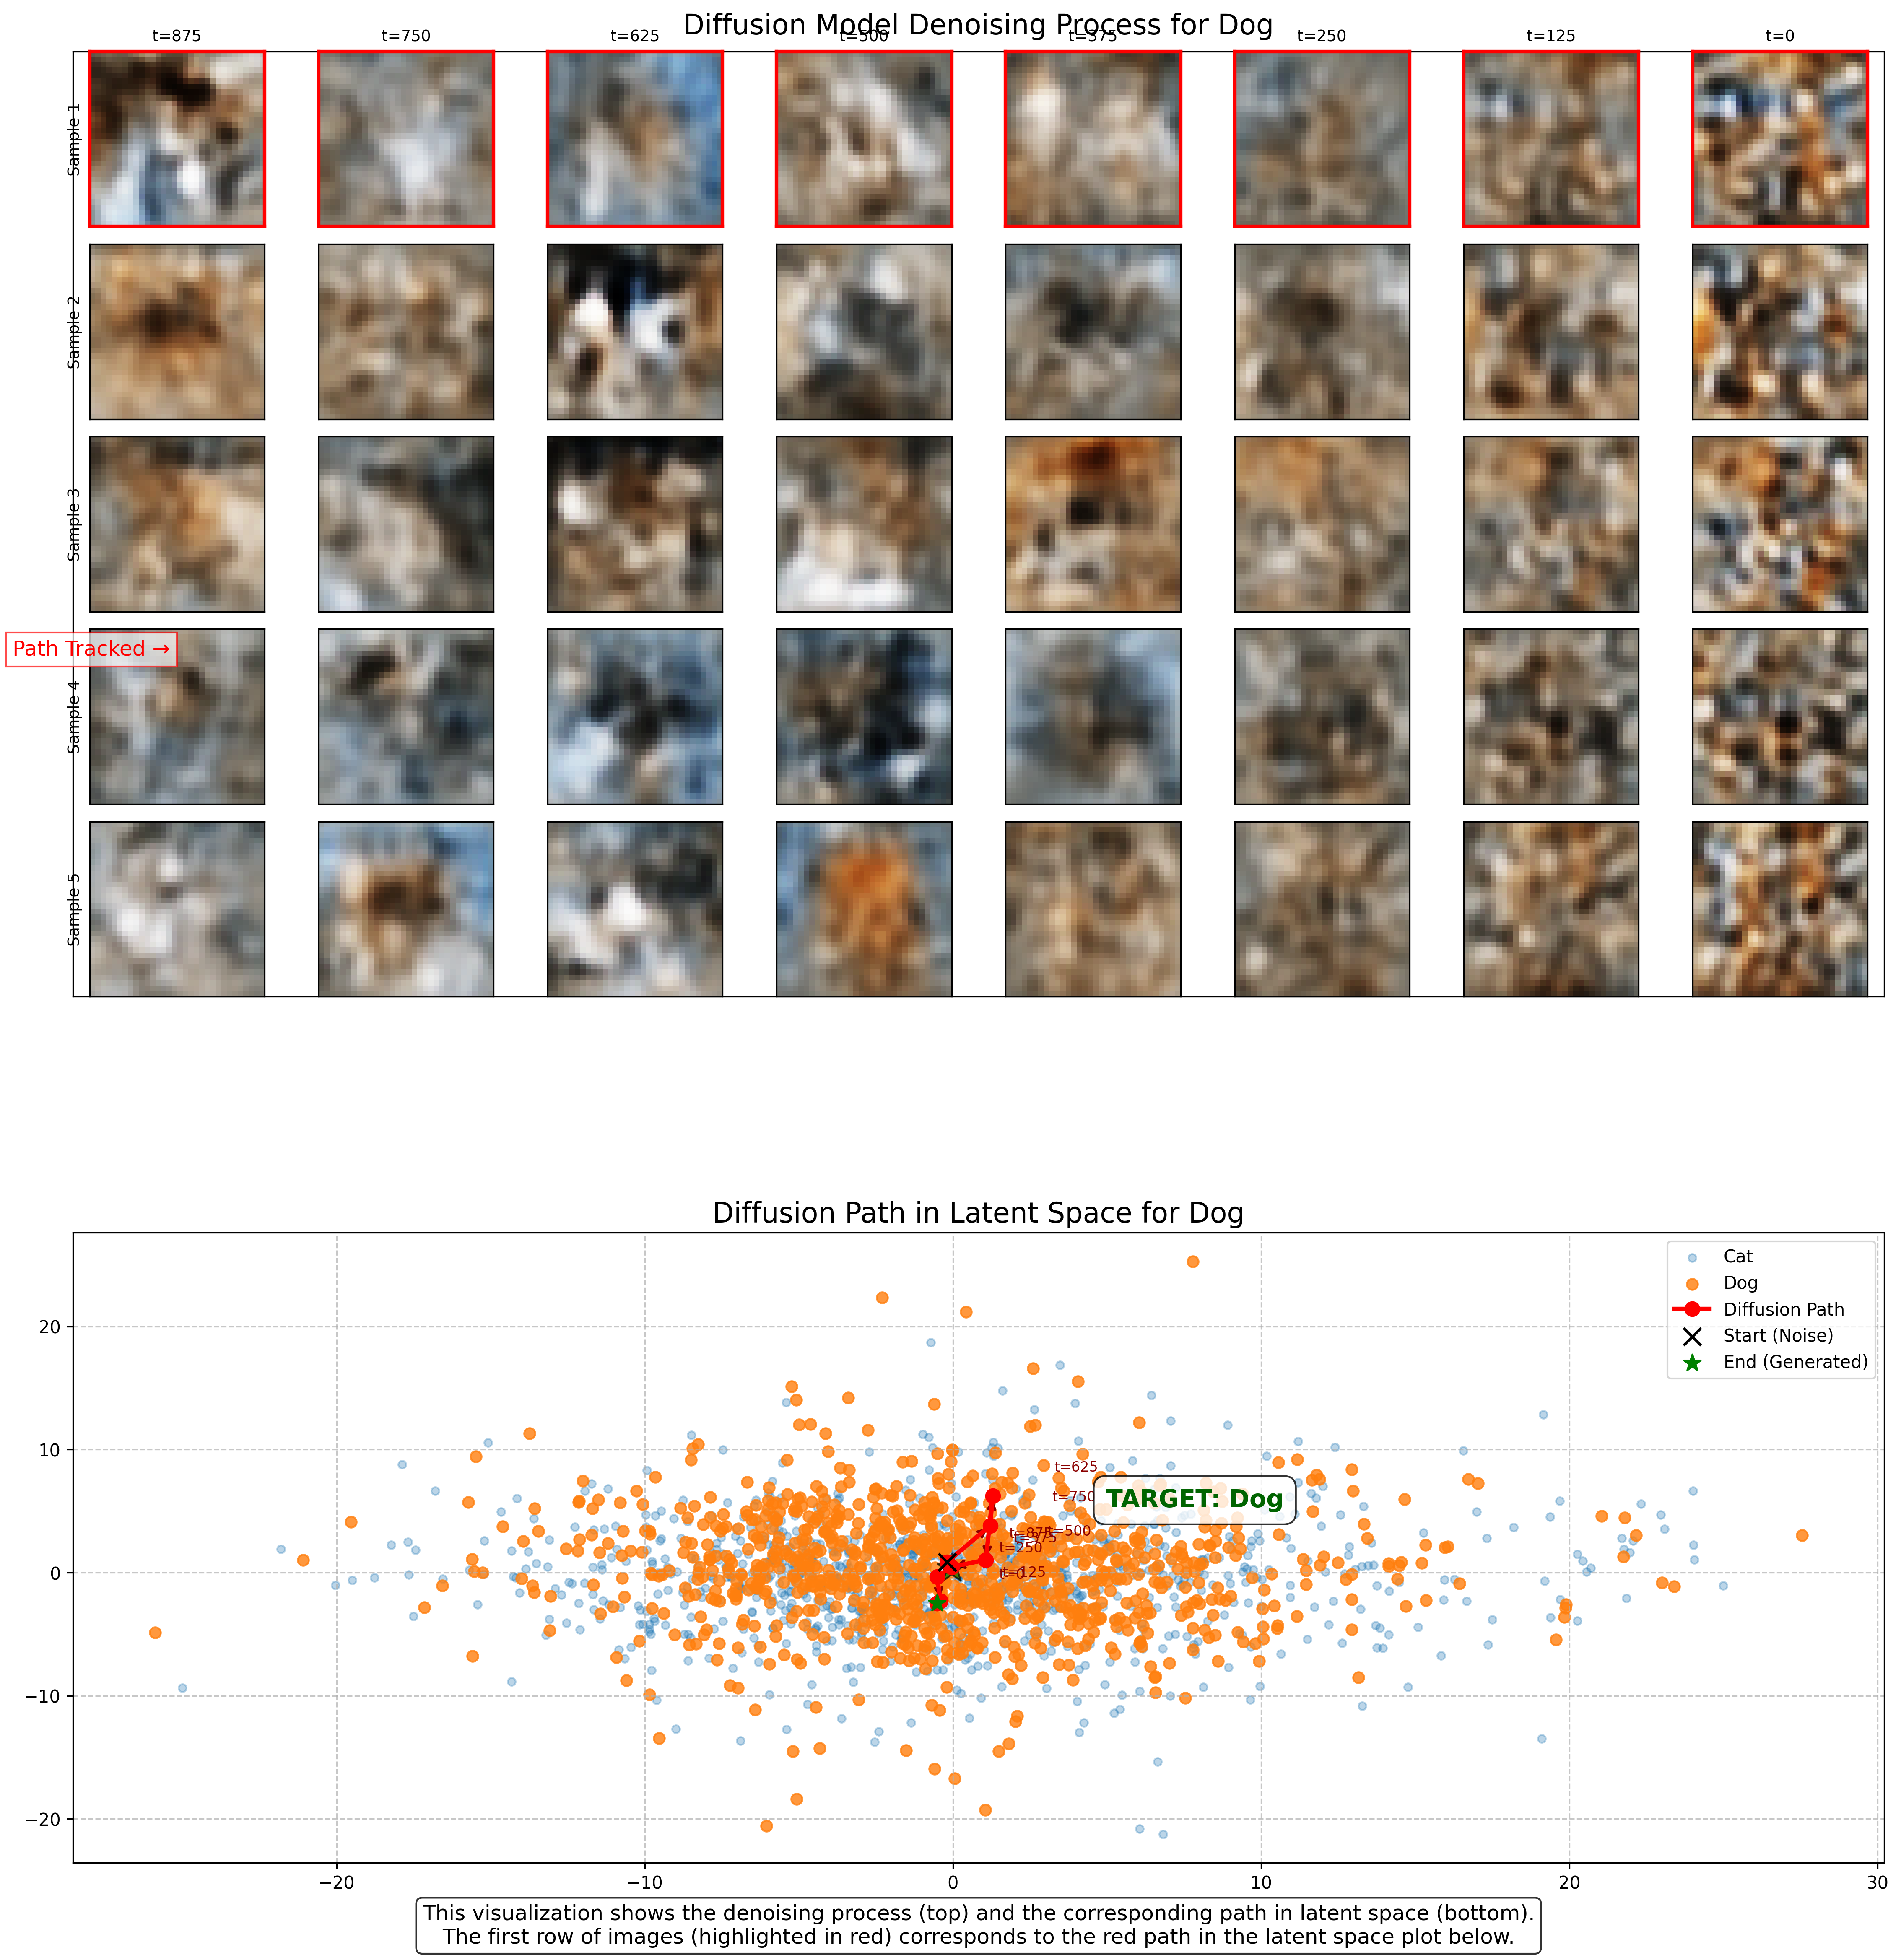 Diffusion Model Denoising Process for Dog
t=875
t=750
t=625
t=500
t=375
t=250
t=125
t=0
Sample 1
Sample 2
Sample 3
Path Tracked →
Sample 4
Sample 5
Diffusion Path in Latent Space for Dog
Cat
Dog
Diffusion Path
Start (Noise)
End (Generated)
20
10
0
−10
−20
t=625
t=750
TARGET: Dog
t=875
t=500
t=375
t=250
t=125
t=0
−20
−10
0
10
20
30
This visualization shows the denoising process (top) and the corresponding path in latent space (bottom).
The first row of images (highlighted in red) corresponds to the red path in the latent space plot below.